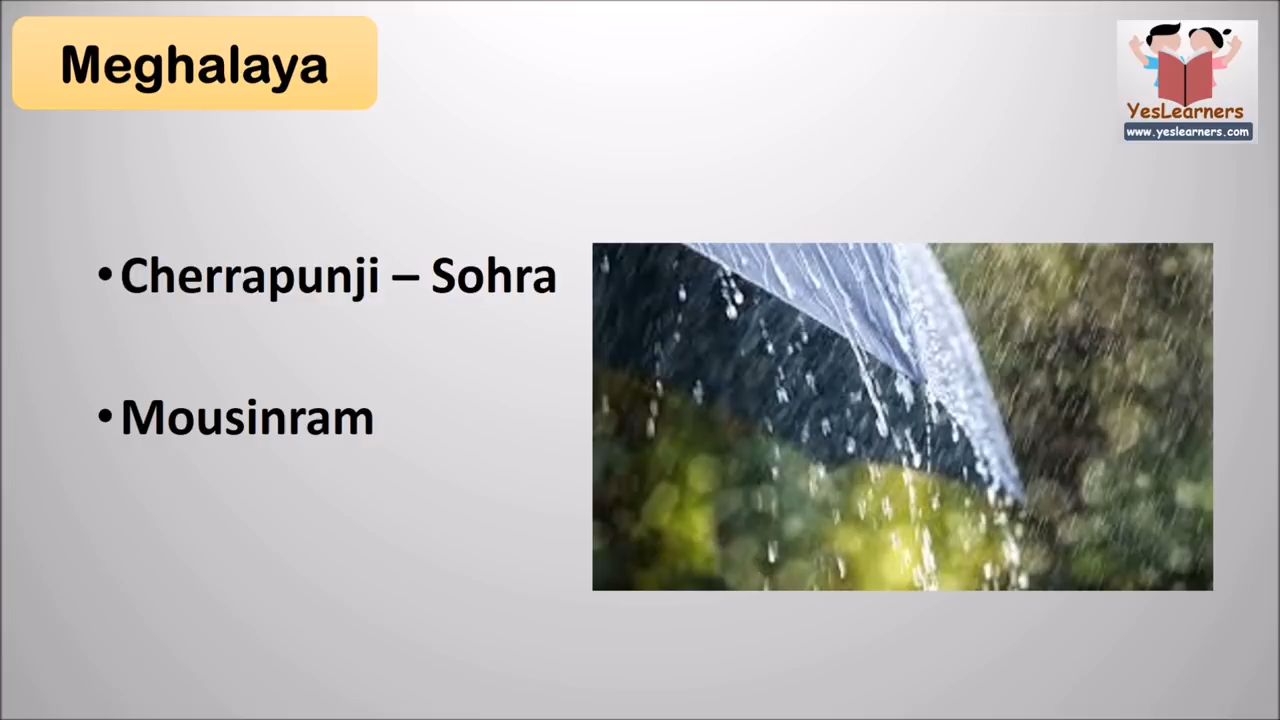 Meghalaya
YesLearners
www.yeslearners.com
•Cherrapunji – Sohra
•Mousinram